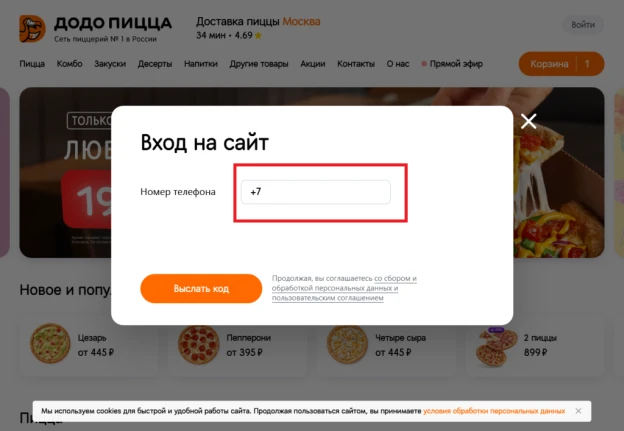 ДОДО ПИЦЦА
Сеть пиццерий № 1 в России
Доставка пиццы Москва
34 мин • 4.69
Войти
Пицца Комбо Закуски Десерты Напитки Другие товары Акции Контакты О нас Прямой эфир
Корзина 1
ТОЛЬКО
ЛЮБ
19
Вход на сайт
Номер телефона +7
Выслать код
Продолжая, вы соглашаетесь со сбором и
обработкой персональных данных и
пользовательским соглашением
Новое и попу
Цезарь
от 445 ₽
Пепперони
от 395 ₽
Четыре сыра
от 445 ₽
2 пиццы
899 ₽
Мы используем cookies для быстрой и удобной работы сайта. Продолжая пользоваться сайтом, вы принимаете условия обработки персональных данных
Пицца